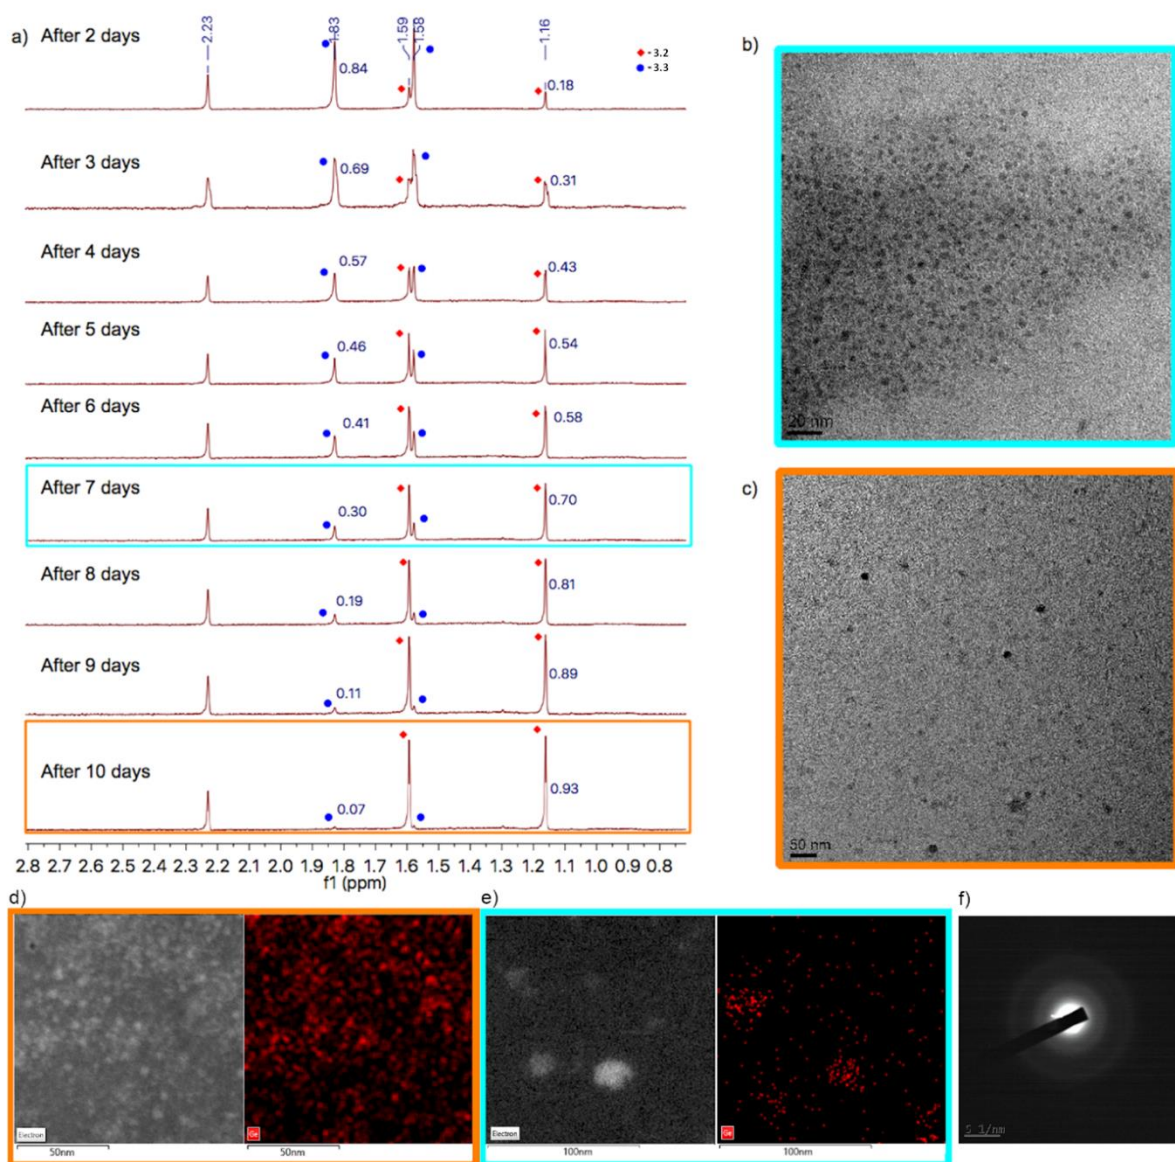 a)
After 2 days
2.23
1.83
1.59
1.58
1.16
-3.2
-3.3
0.84
0.18
After 3 days
0.69
0.31
After 4 days
0.57
0.43
After 5 days
0.46
0.54
After 6 days
0.41
0.58
After 7 days
0.30
0.70
After 8 days
0.19
0.81
After 9 days
0.11
0.89
After 10 days
0.07
0.93
2.8 2.7 2.6 2.5 2.4 2.3 2.2 2.1 2.0 1.9 1.8 1.7 1.6 1.5 1.4 1.3 1.2 1.1 1.0 0.9 0.8
f1 (ppm)
b)
20 nm
c)
50 nm
d)
Electron
50nm
Ge
50nm
e)
Electron
100nm
Ge
100nm
f)
5 1/nm